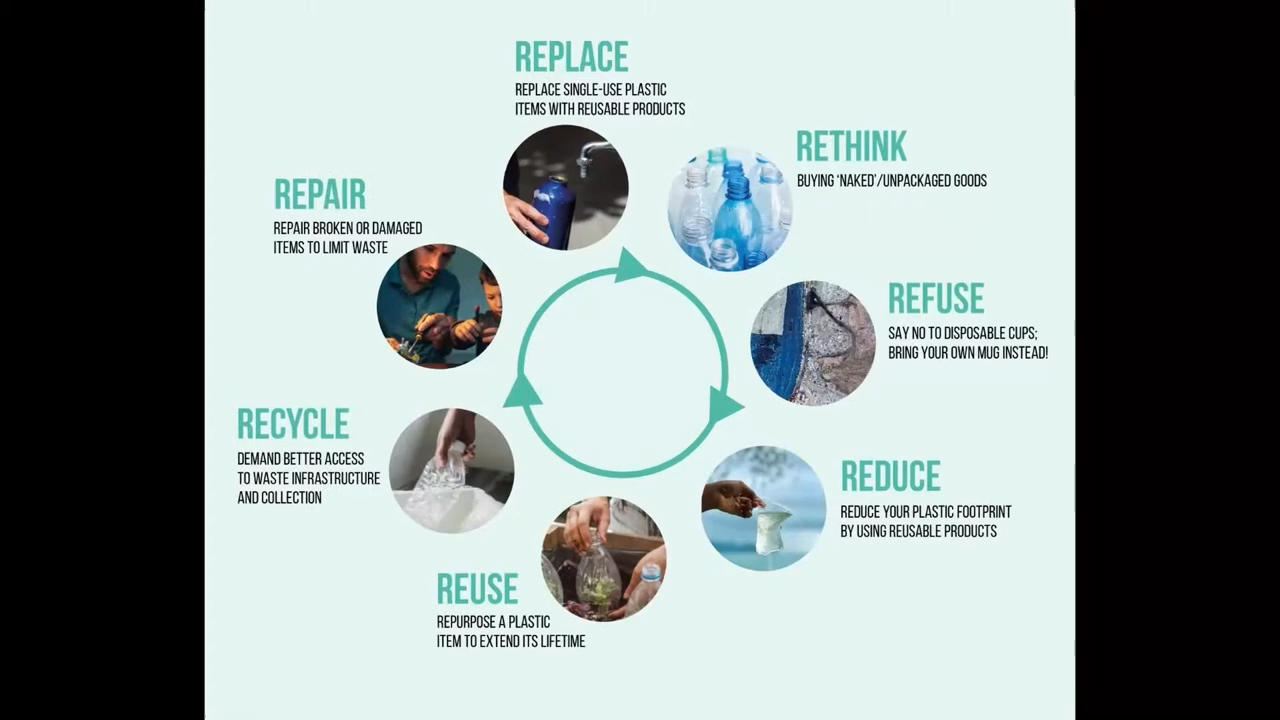 REPLACE
REPLACE SINGLE-USE PLASTIC
ITEMS WITH REUSABLE PRODUCTS
RETHINK
BUYING ‘NAKED’/UNPACKAGED GOODS
REFUSE
SAY NO TO DISPOSABLE CUPS;
BRING YOUR OWN MUG INSTEAD!
REDUCE
REDUCE YOUR PLASTIC FOOTPRINT
BY USING REUSABLE PRODUCTS
REUSE
REPURPOSE A PLASTIC
ITEM TO EXTEND ITS LIFETIME
RECYCLE
DEMAND BETTER ACCESS
TO WASTE INFRASTRUCTURE
AND COLLECTION
REPAIR
REPAIR BROKEN OR DAMAGED
ITEMS TO LIMIT WASTE